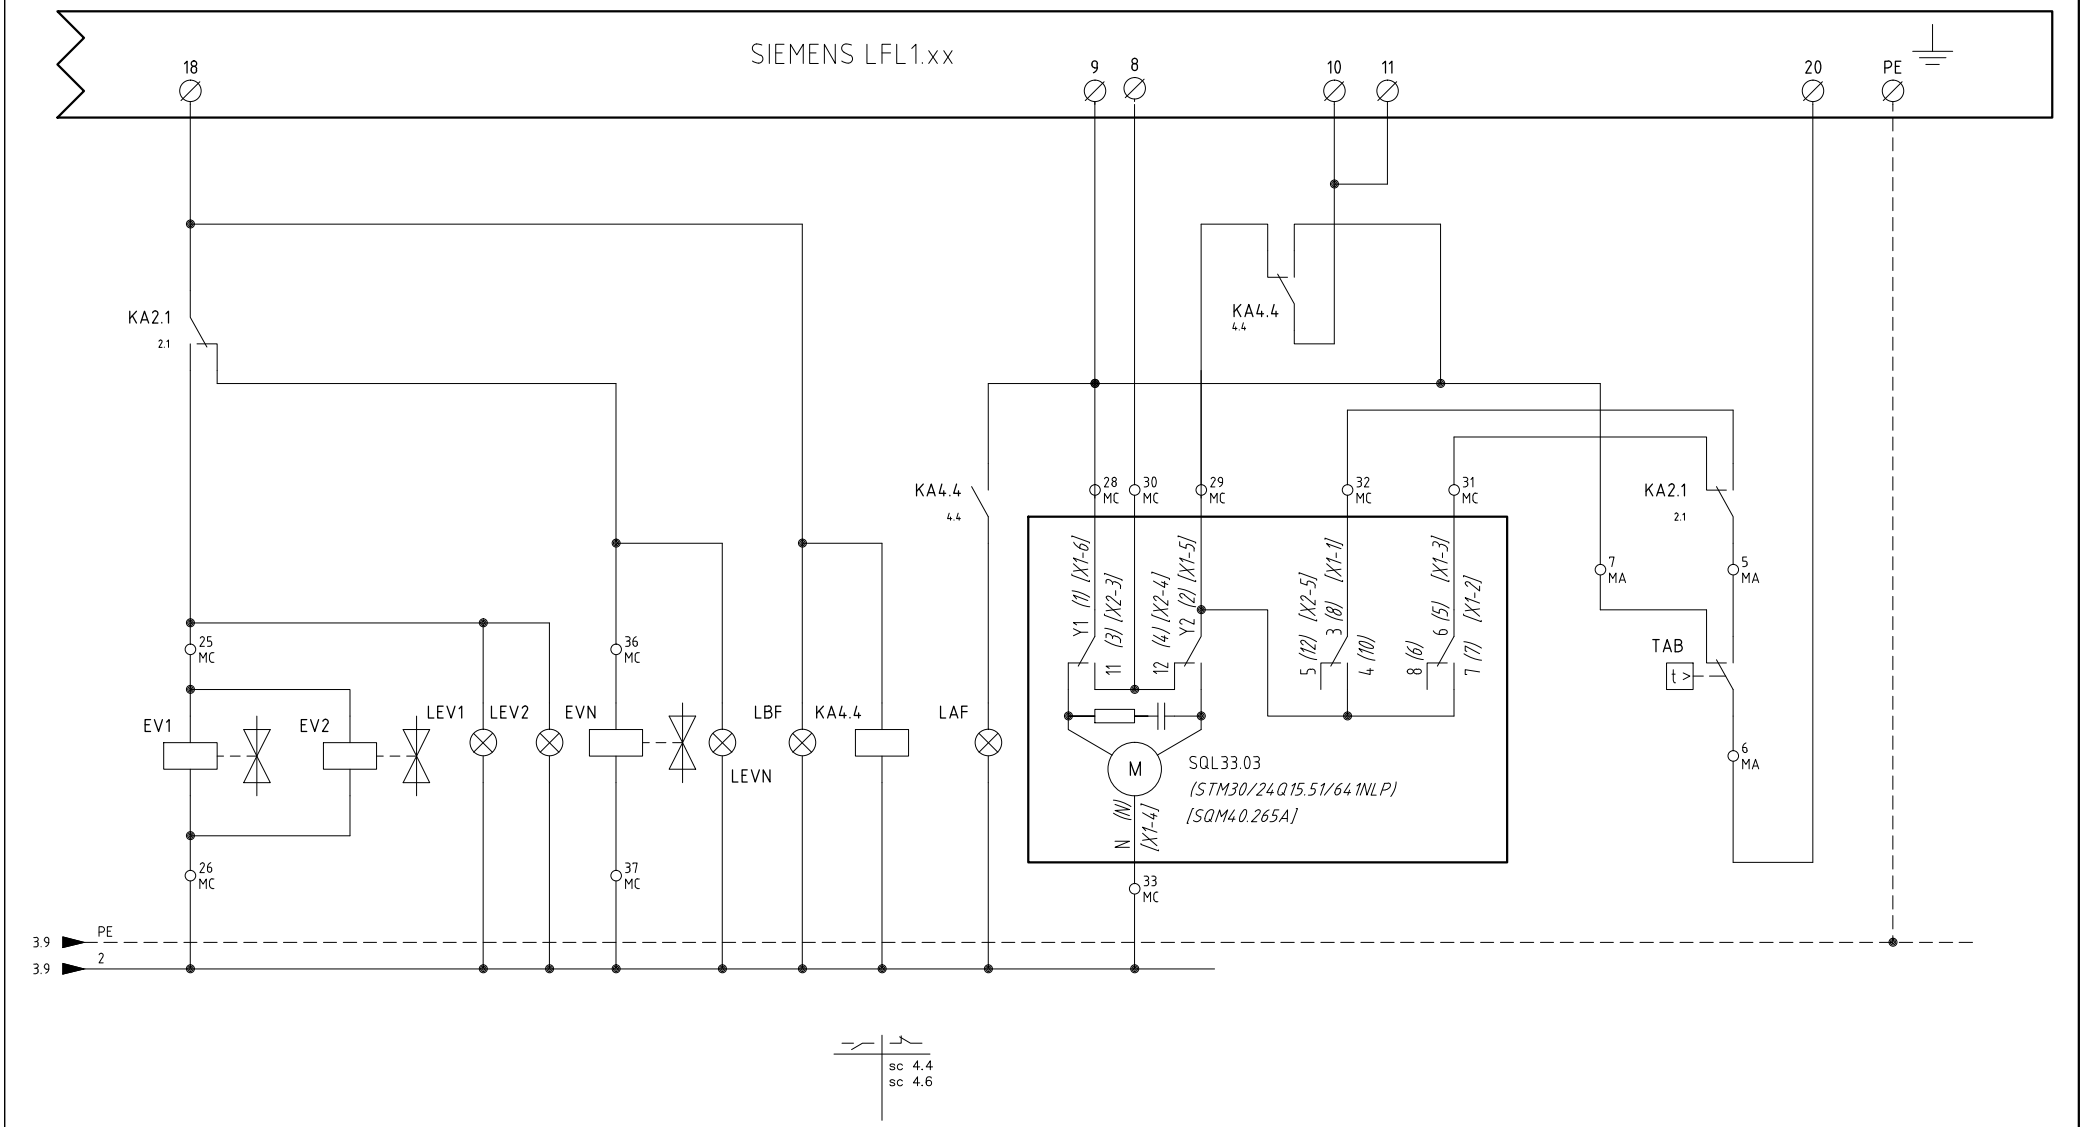 SIEMENS LFL1.xx
18
9
8
10
11
20
PE
KA2.1
2.1
KA4.4
4.4
KA4.4
4.4
28
MC
30
MC
29
MC
32
MC
31
MC
KA2.1
2.1
Y1 (1) [X1-6]
11 (3) [X2-3]
12 (4) [X2-4]
Y2 (2) [X1-5]
5 (12) [X2-5]
3 (8) [X1-1]
4 (10)
8 (6)
6 (5) [X1-3]
7 (7) [X1-2]
7
MA
5
MA
25
MC
36
MC
TAB
t >
EV1
EV2
LEV1
LEV2
EVN
LEVN
LBF
KA4.4
LAF
M
SQL33.03
(STM30/24Q15.51/641NLP)
[SQM40.265A]
N (N)
[X1-4]
6
MA
26
MC
37
MC
33
MC
3.9
PE
3.9
2
sc 4.4
sc 4.6